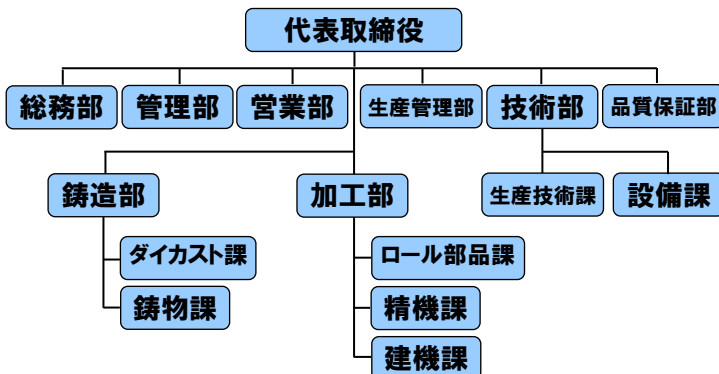 代表取締役
総務部
管理部
営業部
生産管理部
技術部
品質保証部
鋳造部
加工部
生産技術課
設備課
ダイカスト課
ロール部品課
鋳物課
精機課
建機課